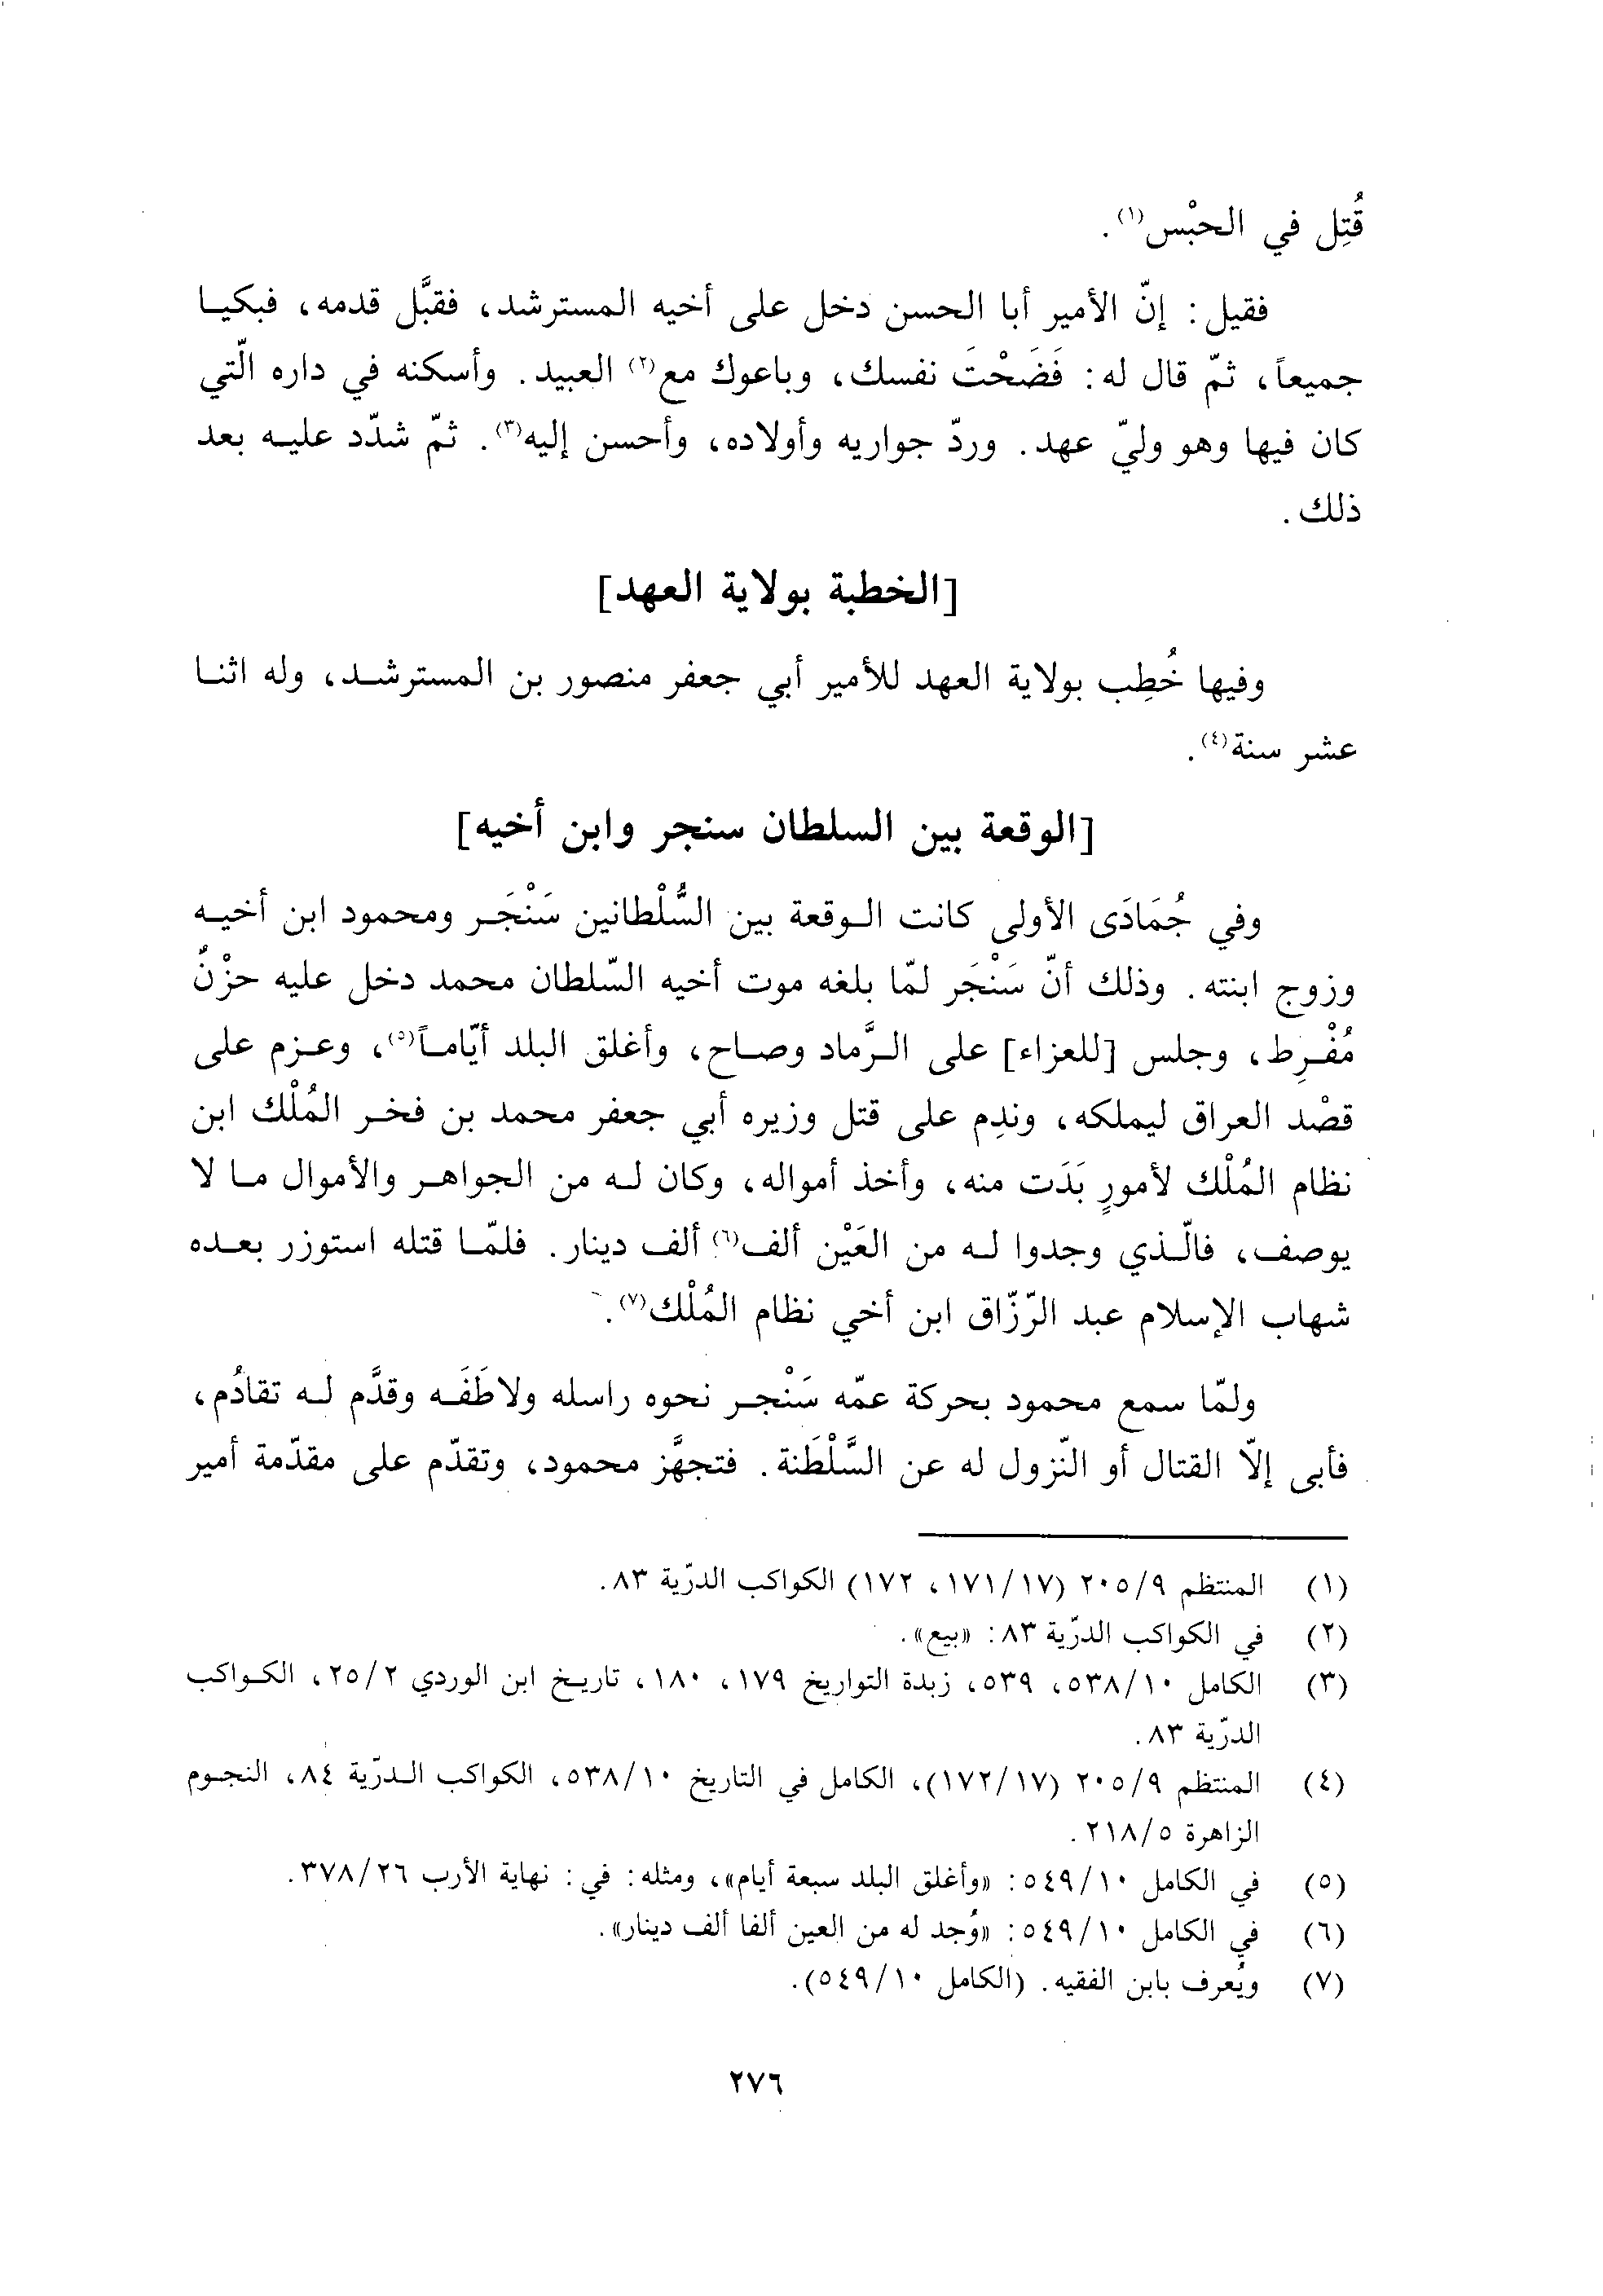 قُتِل في الحبْس(١).
فقيل: إنّ الأمير أبا الحسن دخل على أخيه المسترشد، فقبَّل قدمه، فبكيا
جميعاً، ثمّ قال له: فَضَحْتَ نفسك، وباعوك مع(٢) العبيد. وأسكنه في داره الّتي
كان فيها وهو وليّ عهد. وردّ جواريه وأولاده، وأحسن إليه(٣). ثمّ شدّد عليه بعد
ذلك.
[الخطبة بولاية العهد]
وفيها خُطِب بولاية العهد للأمير أبي جعفر منصور بن المسترشد، وله اثنا
عشر سنة(٤).
[الوقعة بين السلطان سنجر وابن أخيه]
وفي جُمَادَى الأولى كانت الوقعة بين السُّلْطانين سَنْجَر ومحمود ابن أخيه
وزوج ابنته. وذلك أنّ سَنْجَر لمّا بلغه موت أخيه السّلطان محمد دخل عليه حزْنٌ
مُفْرِط، وجلس [للعزاء] على الرَّماد وصاح، وأغلق البلد أيّاماً(٥)، وعزم على
قصْد العراق ليملكه، وندِم على قتل وزيره أبي جعفر محمد بن فخر المُلْك ابن
نظام المُلْك لأمورٍ بَدَت منه، وأخذ أمواله، وكان له من الجواهر والأموال ما لا
يوصف، فالّذي وجدوا له من العَيْن ألف(٦) ألف دينار. فلمّا قتله استوزر بعده
شهاب الإسلام عبد الرّزّاق ابن أخي نظام المُلْك(٧).
ولمّا سمع محمود بحركة عمّه سَنْجر نحوه راسله ولاطَفَه وقدَّم له تقادُم،
فأبى إلّا القتال أو النّزول له عن السَّلْطَنة. فتجهَّز محمود، وتقدّم على مقدّمة أمير
(١) المنتظم ٢٠٥/٩ (١٧١/١٧، ١٧٢) الكواكب الدرّية ٨٣.
(٢) في الكواكب الدرّية ٨٣: «بيع».
(٣) الكامل ٥٣٨/١٠، ٥٣٩، زبدة التواريخ ١٧٩، ١٨٠، تاريخ ابن الوردي ٢٥/٢، الكواكب
الدرّية ٨٣.
(٤) المنتظم ٢٠٥/٩ (١٧٢/١٧)، الكامل في التاريخ ٥٣٨/١٠، الكواكب الدرّية ٨٤، النجوم
الزاهرة ٢١٨/٥.
(٥) في الكامل ٥٤٩/١٠: «وأغلق البلد سبعة أيام»، ومثله: في: نهاية الأرب ٣٧٨/٢٦.
(٦) في الكامل ٥٤٩/١٠: «وُجد له من العين ألفا ألف دينار».
(٧) ويُعرف بابن الفقيه. (الكامل ٥٤٩/١٠).
٢٧٦